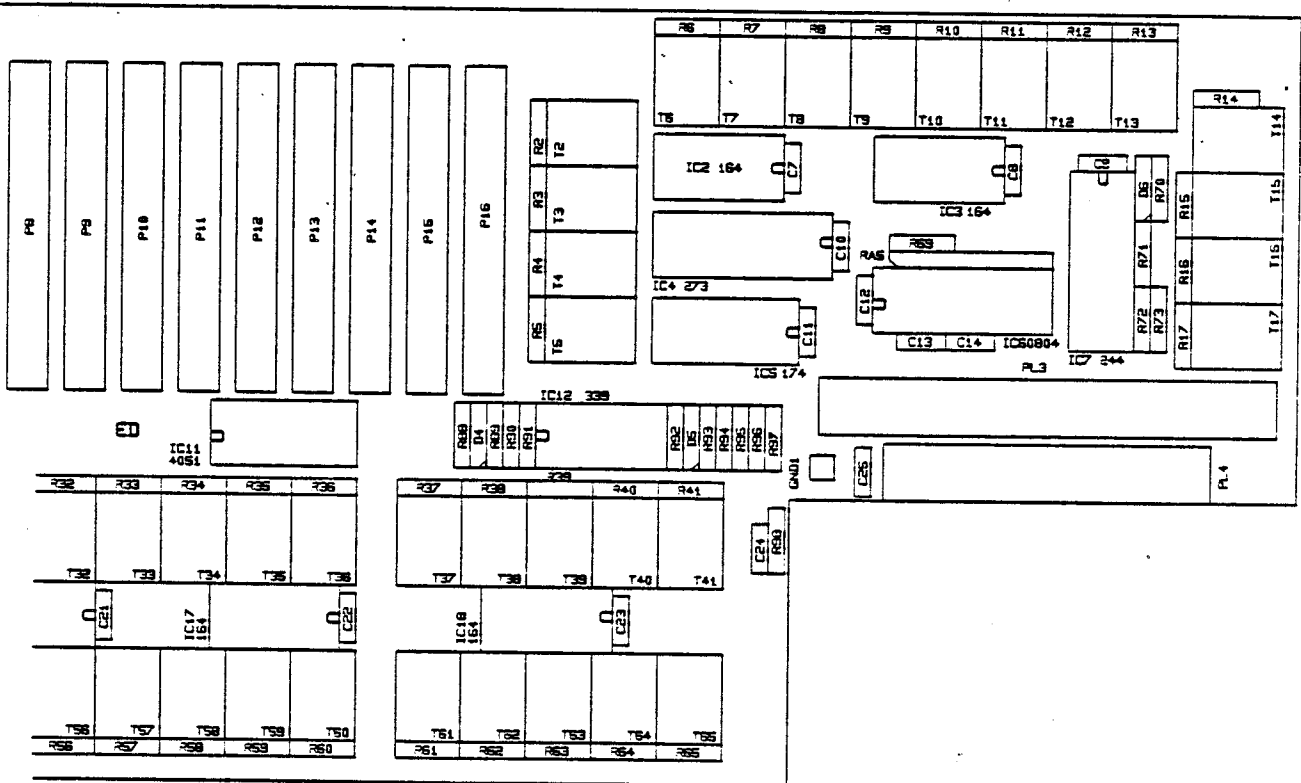 R6 R7 R8 R9 R10 R11 R12 R13
T6 T7 T8 T9 T10 T11 T12 T13
R14
T14
P8 P9 P10 P11 P12 P13 P14 P15 P16
R2 T2
R3 T3
R4 T4
R5 T5
IC2 164 C7
C8
IC3 164
C10
IC4 273
C11
IC5 174
R69
RA5
C12
C13 C14 IC60804
D6 R70
R71
R72 R73
IC7 244
R15 T15
R16 T16
R17 T17
PL3
IC11
4051
IC12 339
R88 D4 R89 R90 R91
R92 D5 R93 R94 R95 R96 R97
GND1
C25
PL4
R32 R33 R34 R35 R36
R37 R38 R39 R40 R41
T32 T33 T34 T35 T36
T37 T38 T39 T40 T41
C24 R98
C21
IC17
164
C22
IC18
164
C23
T56 T57 T58 T59 T60
T61 T62 T63 T64 T65
R56 R57 R58 R59 R60
R61 R62 R63 R64 R65